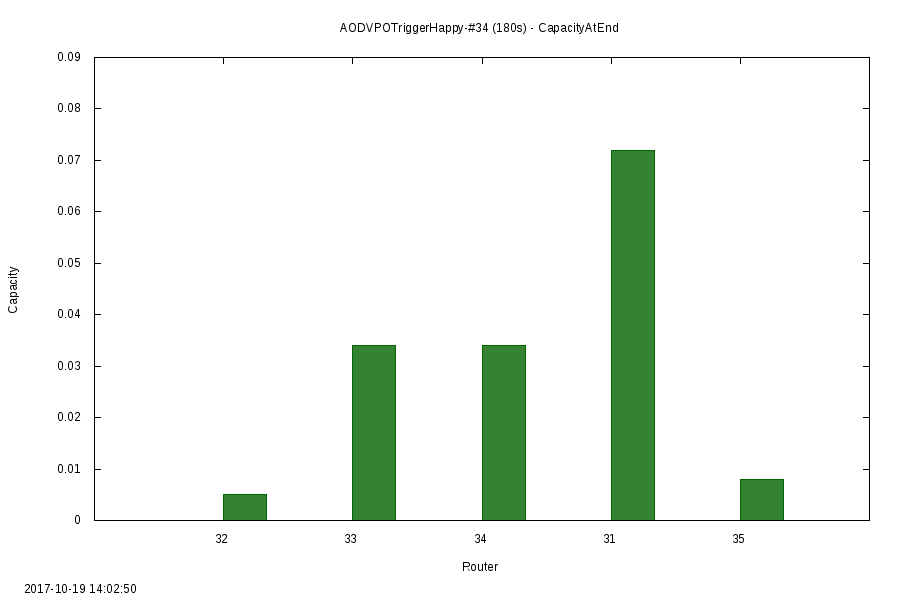 AODVPOTriggerHappy-#34 (180s) - CapacityAtEnd
0.09
0.08
0.07
0.06
0.05
0.04
0.03
0.02
0.01
0
Capacity
32 33 34 31 35
Router
2017-10-19 14:02:50